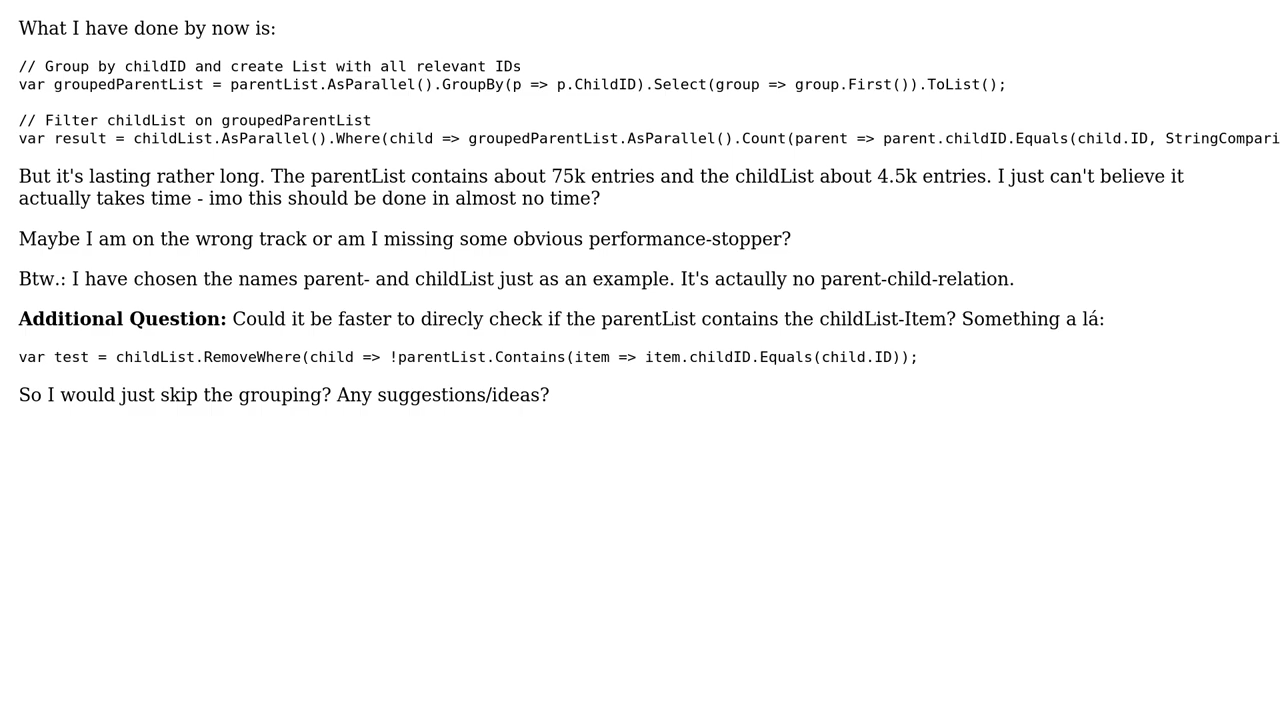 What I have done by now is:
// Group by childID and create List with all relevant IDs
var groupedParentList = parentList.AsParallel().GroupBy(p => p.ChildID).Select(group => group.First()).ToList();
// Filter childList on groupedParentList
var result = childList.AsParallel().Where(child => groupedParentList.AsParallel().Count(parent => parent.childID.Equals(child.ID, StringCompari
But it's lasting rather long. The parentList contains about 75k entries and the childList about 4.5k entries. I just can't believe it
actually takes time - imo this should be done in almost no time?
Maybe I am on the wrong track or am I missing some obvious performance-stopper?
Btw.: I have chosen the names parent- and childList just as an example. It's actaully no parent-child-relation.
Additional Question: Could it be faster to direcly check if the parentList contains the childList-Item? Something a lá:
var test = childList.RemoveWhere(child => !parentList.Contains(item => item.childID.Equals(child.ID));
So I would just skip the grouping? Any suggestions/ideas?